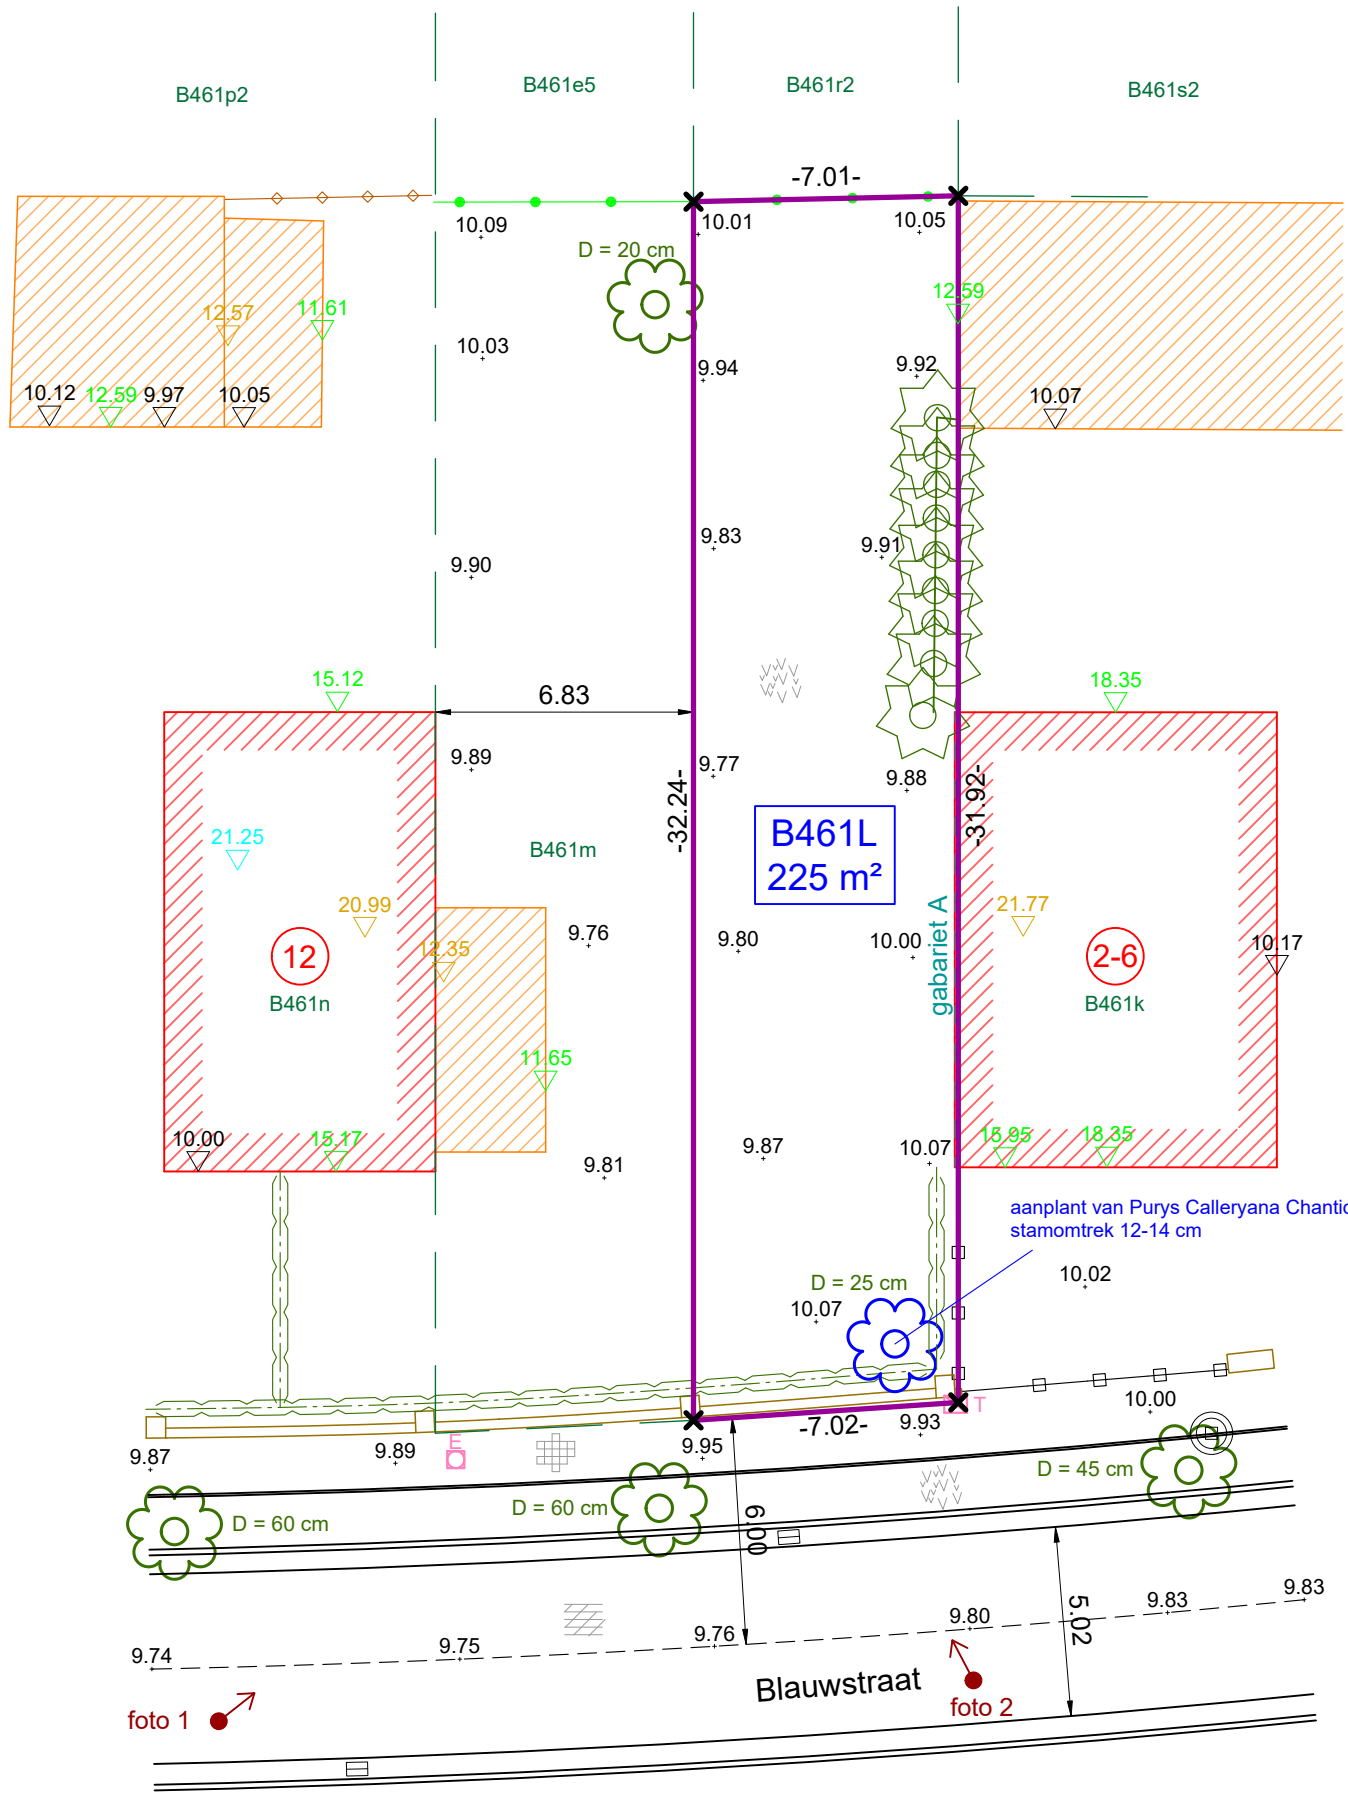 B461p2
B461e5
B461r2
B461s2
-7.01-
10.09
10.01
10.05
D = 20 cm
12.57
11.61
12.59
10.03
9.94
9.92
10.12
12.59
9.97
10.05
10.07
9.83
9.91
9.90
15.12
6.83
18.35
9.89
9.77
9.88
-32.24-
-31.92-
B461L
225 m²
21.25
B461m
20.99
21.77
gabariet A
12.35
9.76
9.80
10.00
10.17
12
2-6
B461n
B461k
11.65
10.00
15.17
9.81
9.87
10.07
15.95
18.35
aanplant van Purys Calleryana
stamomtrek 12-14 cm
10.02
D = 25 cm
10.07
10.00
T
-7.02-
9.93
9.87
9.89
E
9.95
D = 45 cm
D = 60 cm
D = 60 cm
6.00
5.02
9.74
9.75
9.76
9.80
9.83
9.83
Blauwstraat
foto 1
foto 2